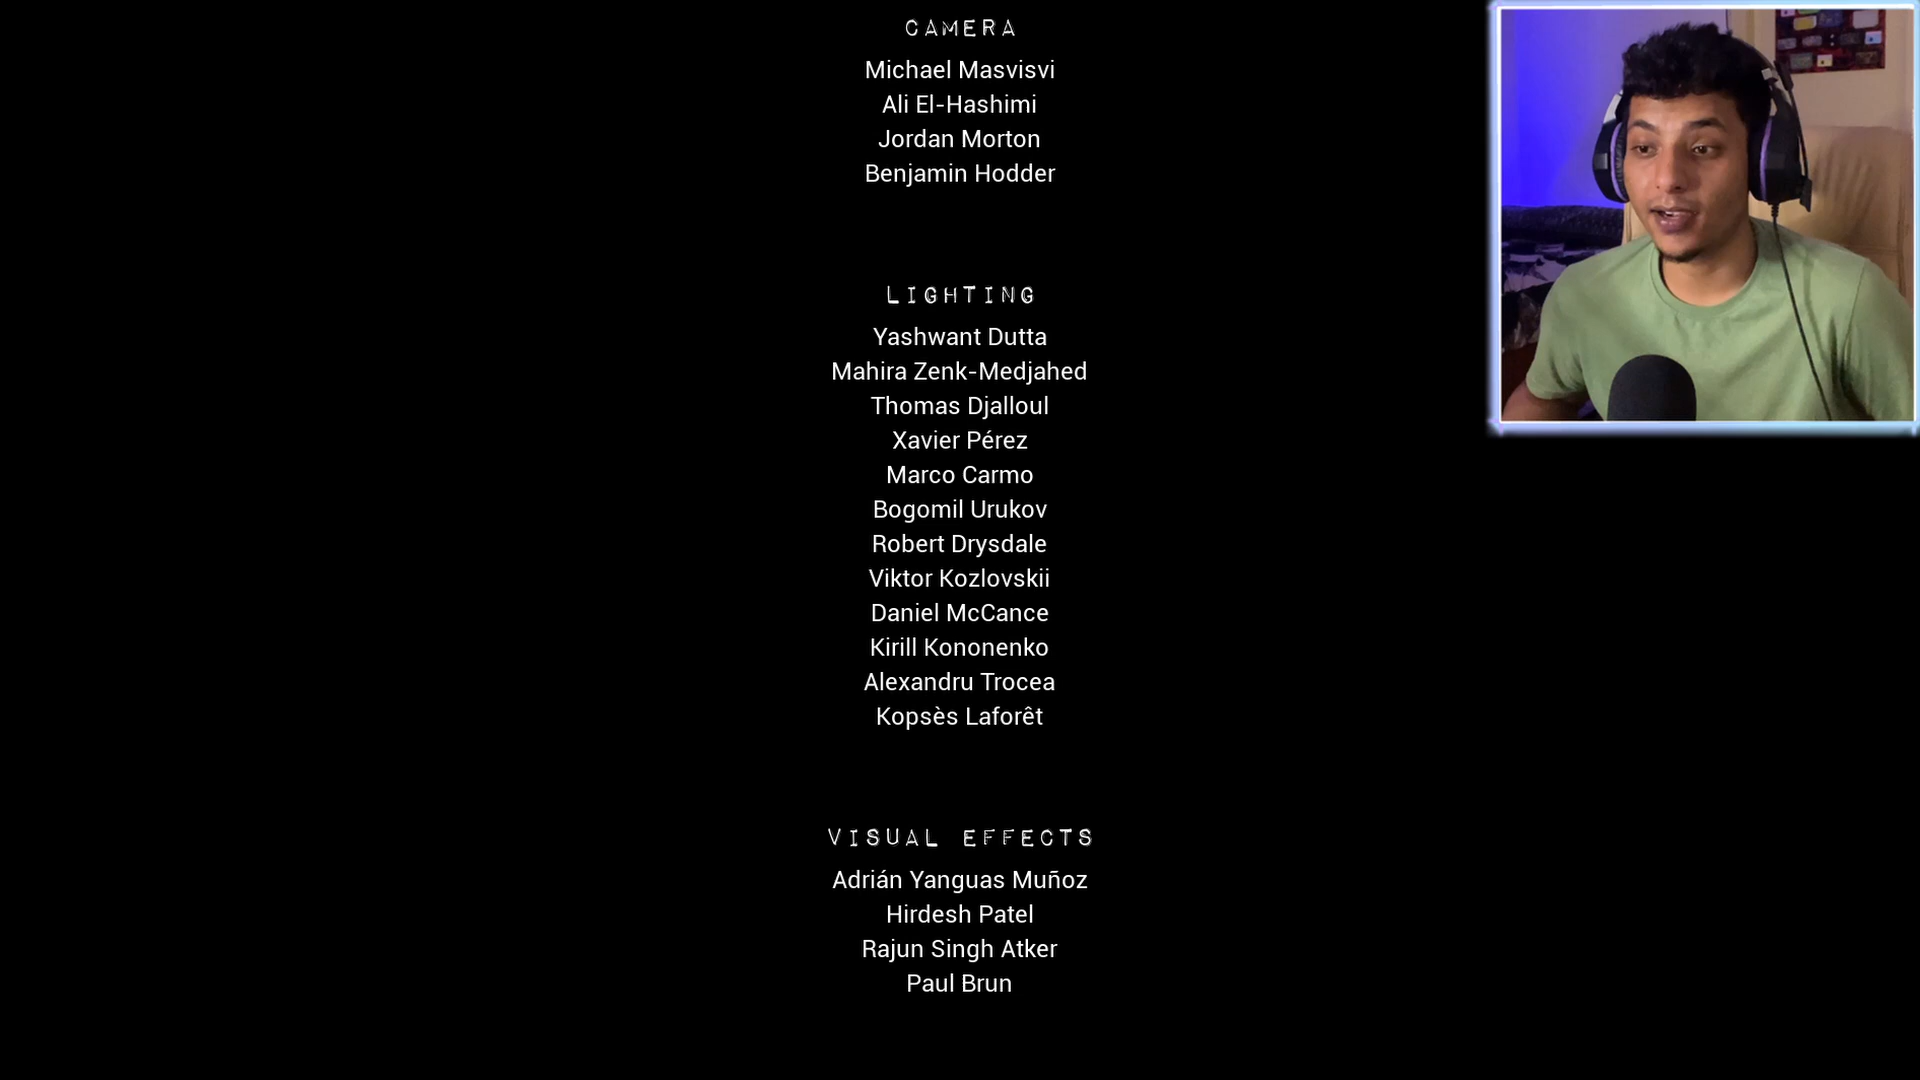 CAMERA
Michael Masvisvi
Ali El-Hashimi
Jordan Morton
Benjamin Hodder
LIGHTING
Yashwant Dutta
Mahira Zenk-Medjahed
Thomas Djalloul
Xavier Pérez
Marco Carmo
Bogomil Urukov
Robert Drysdale
Viktor Kozlovskii
Daniel McCance
Kirill Kononenko
Alexandru Trocea
Kopsès Laforêt
VISUAL EFFECTS
Adrián Yanguas Muñoz
Hirdesh Patel
Rajun Singh Atker
Paul Brun